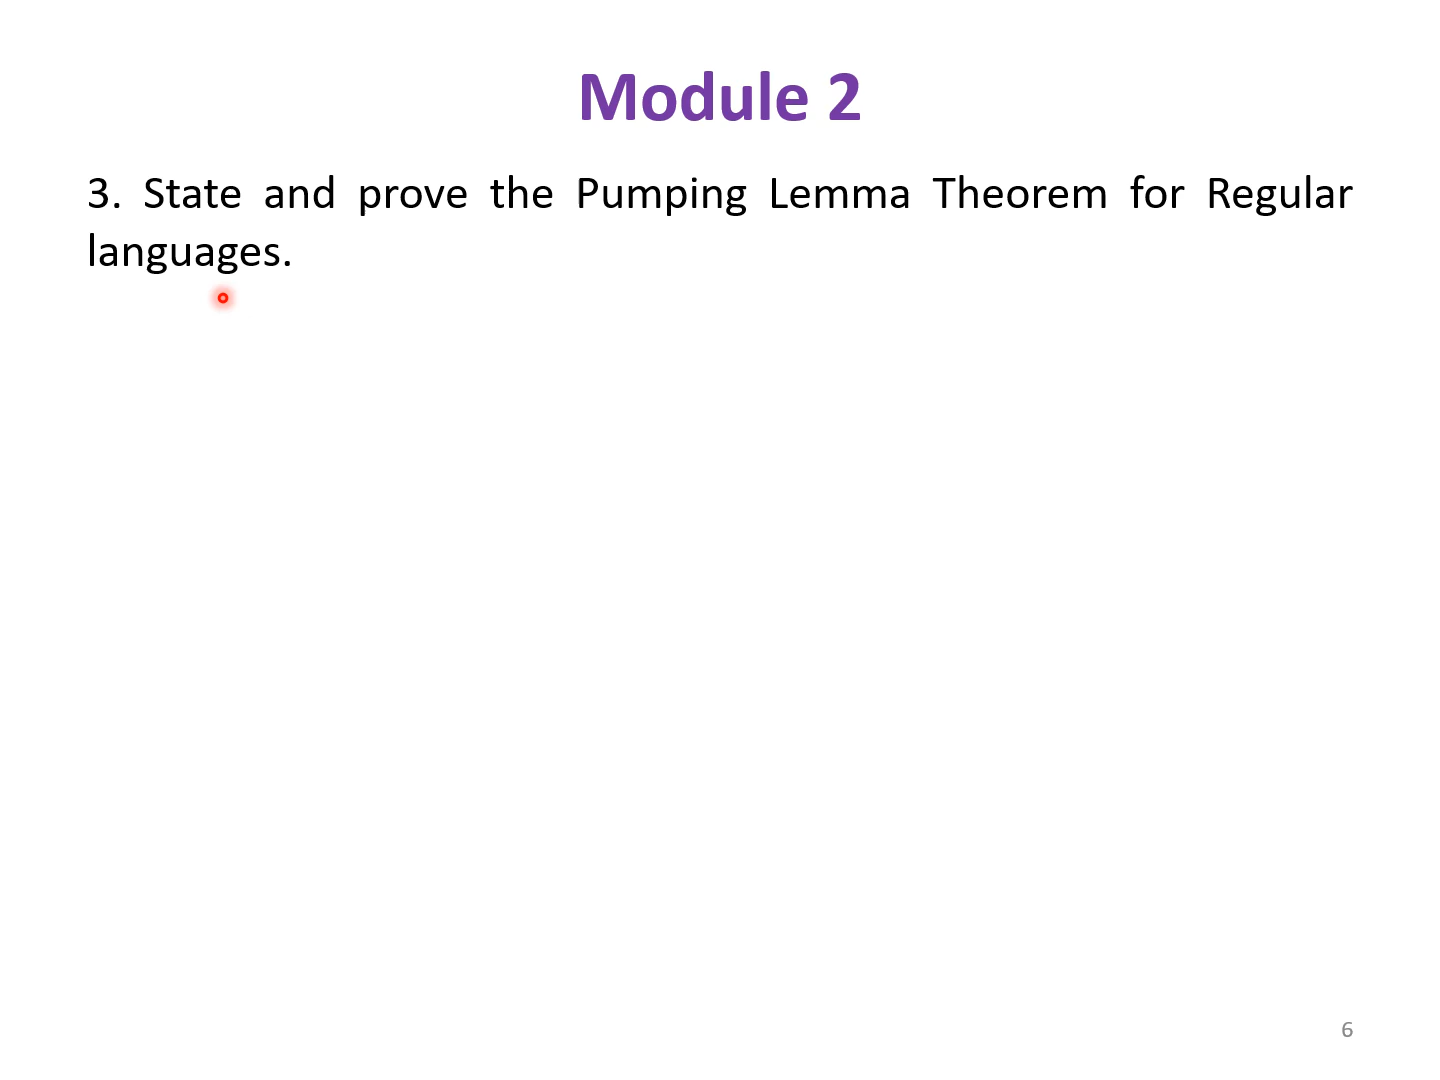 Module 2
3. State and prove the Pumping Lemma Theorem for Regular
languages.
6